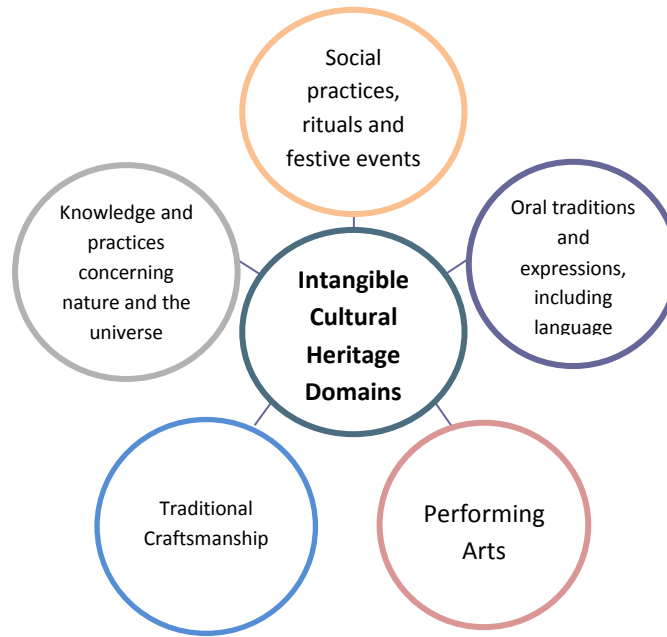 Social
practices,
rituals and
festive events
Knowledge and
practices
concerning
nature and the
universe
Oral traditions
and
expressions,
including
language
Intangible
Cultural
Heritage
Domains
Traditional
Craftsmanship
Performing
Arts